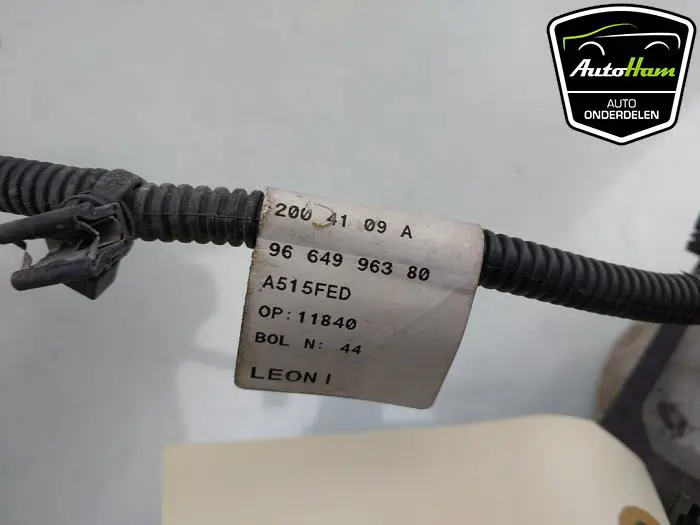 AutoHam
AUTO
ONDERDELEN
200 41 09 A
96 649 963 80
A515FED
OP:11840
BOL N: 44
LEONI